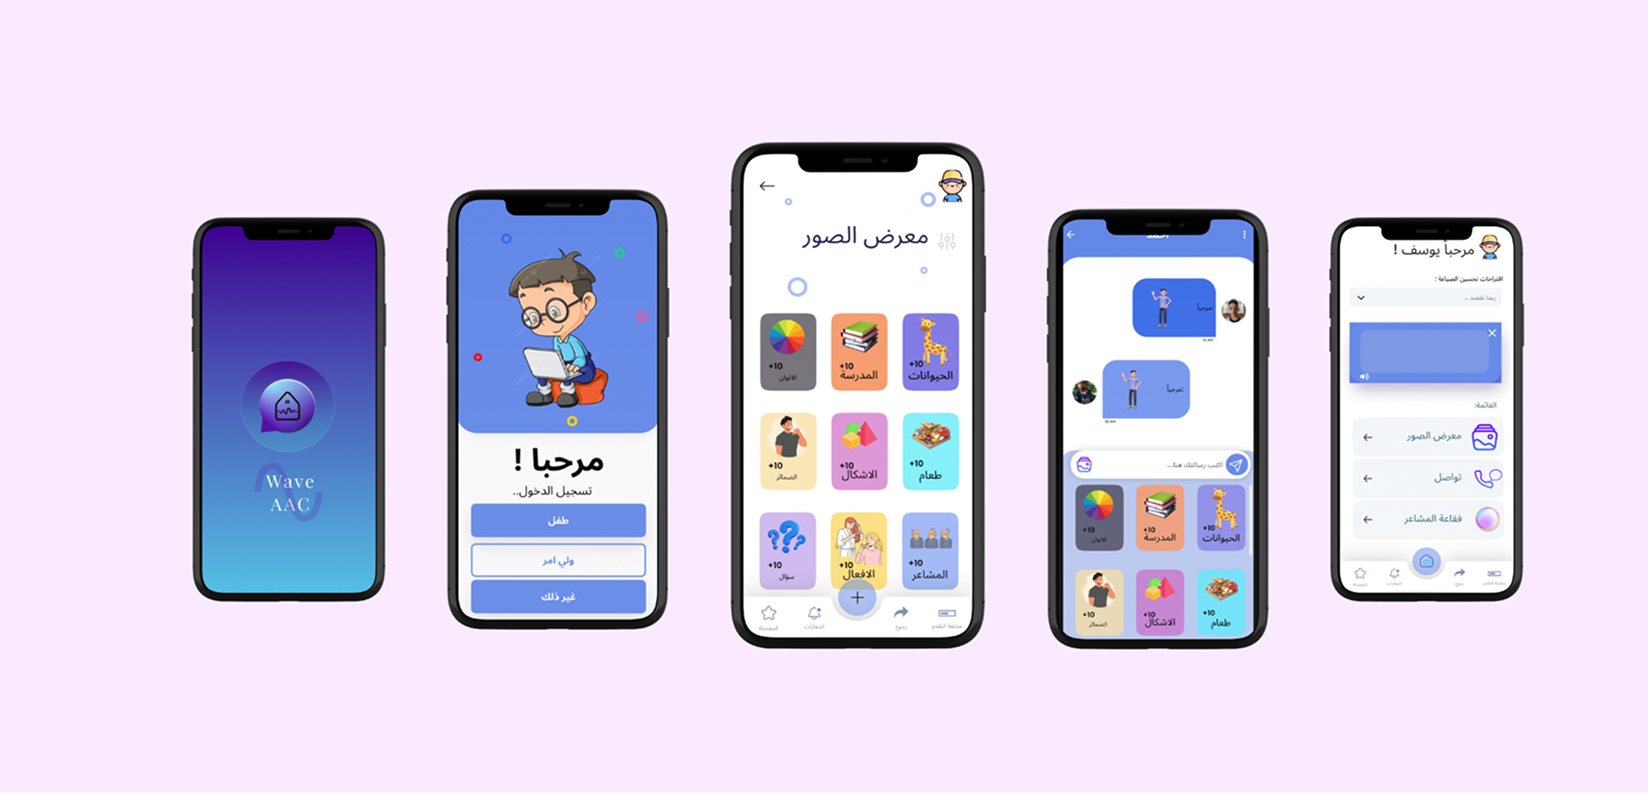 Wave
AAC
مرحبا !
تسجيل الدخول..
طفل
ولي امر
غير ذلك
معرض الصور
+10
الحيوانات
+10
المدرسة
+10
الالوان
+10
طعام
+10
الاشكال
+10
الضمائر
+10
المشاعر
+10
الافعال
+10
سؤال
متابعة التقدم
رجوع
اشعارات
المفضلة
مرحبا:
مرحبا:
اكتب رسالتك هنا...
+10
الحيوانات
+10
المدرسة
+10
الالوان
+10
طعام
+10
الاشكال
+10
الضمائر
مرحباً يوسف !
اقتراحات تحسين الصياغة :
ربما تقصد ...
القائمة:
معرض الصور
تواصل
فقاعة المشاعر
متابعة التقدم
رجوع
اشعارات
المفضلة